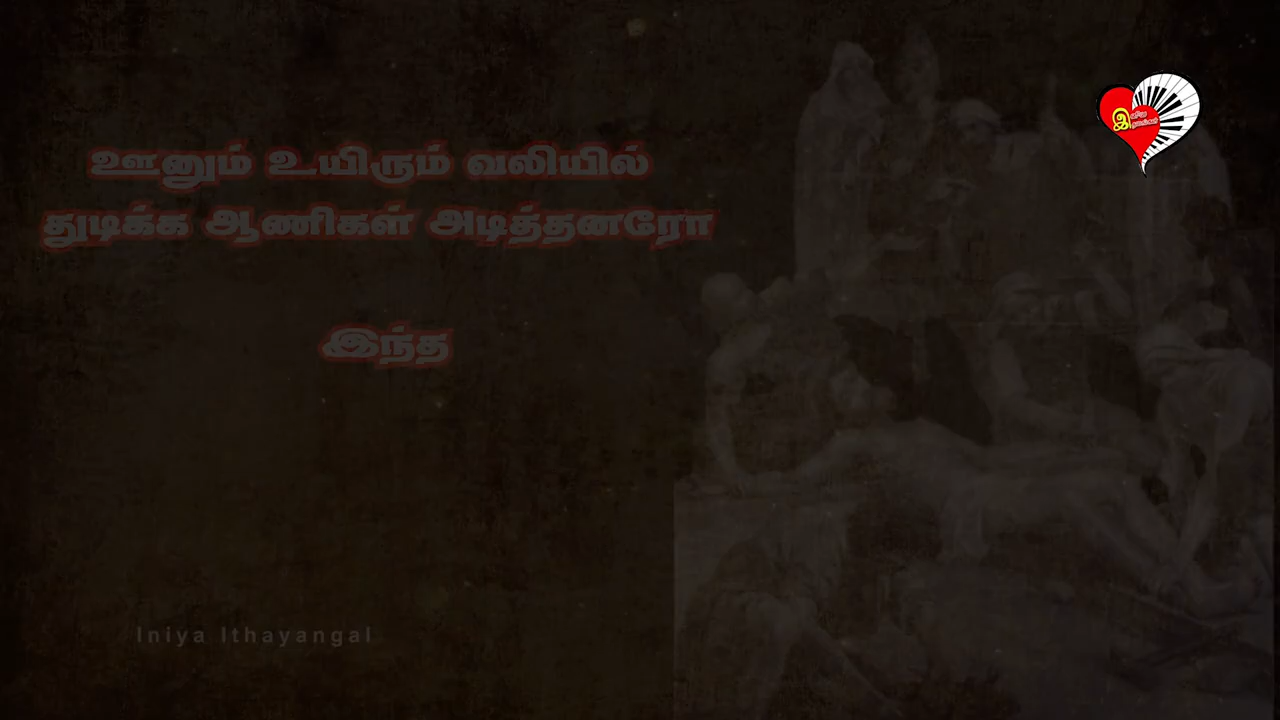 ஊனும் உயிரும் வலியில்
துடிக்க ஆணிகள் அடித்தனரோ
இந்த
Iniya Ithayangal